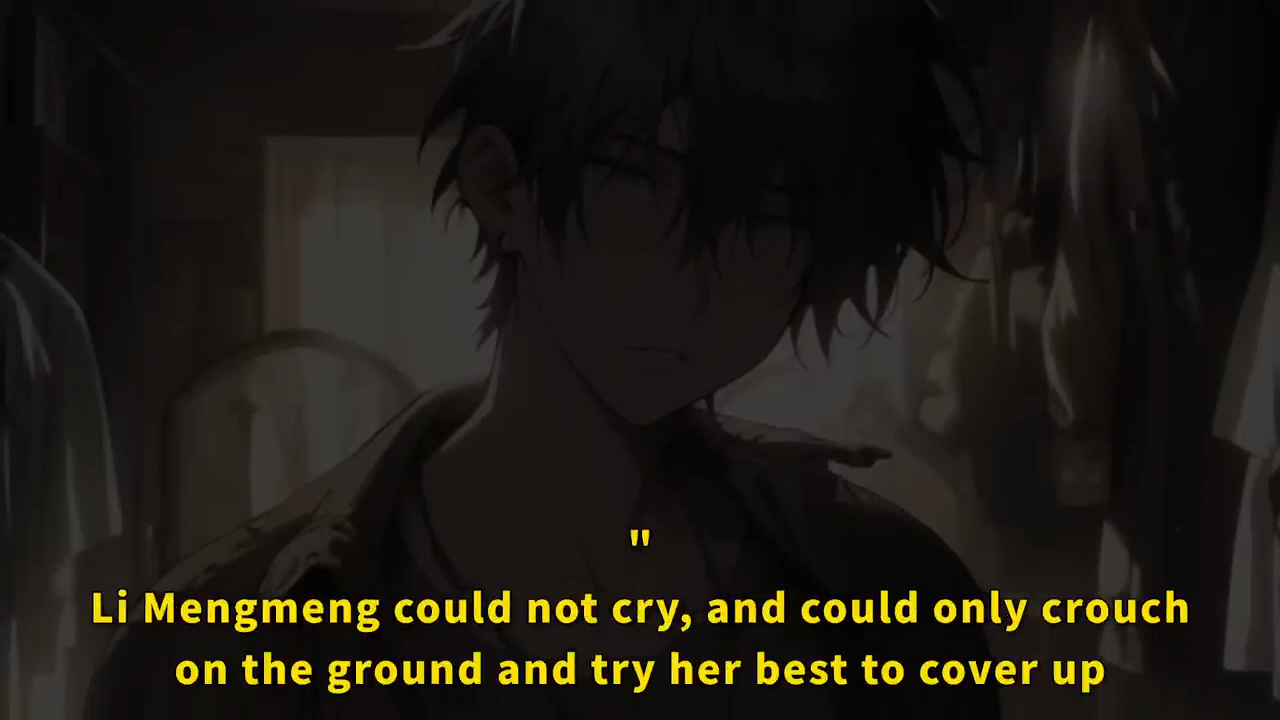 "
Li Mengmeng could not cry, and could only crouch
on the ground and try her best to cover up